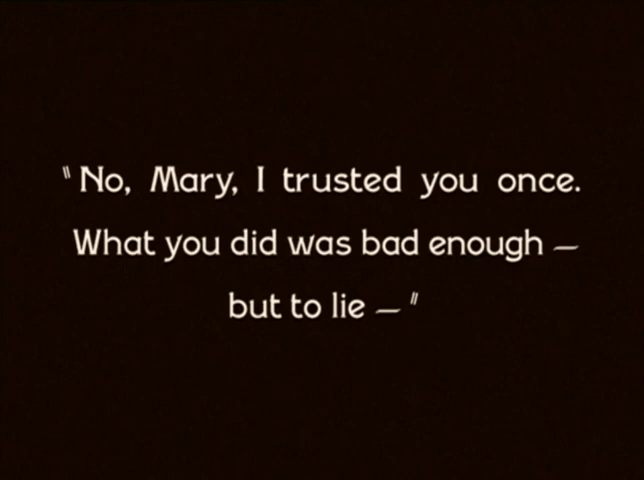 "No, Mary, I trusted you once.
What you did was bad enough —
but to lie — "